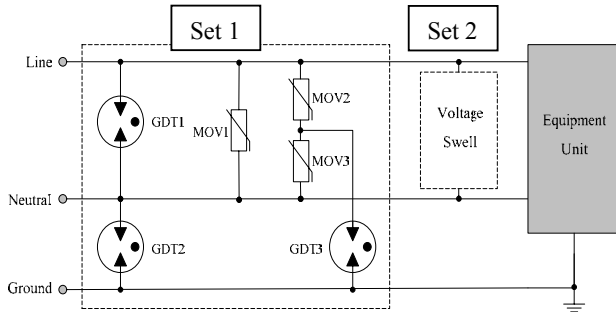 Set 1
Set 2
Line
GDT1
MOV1
MOV2
MOV3
Voltage
Swell
Equipment
Unit
Neutral
GDT2
GDT3
Ground